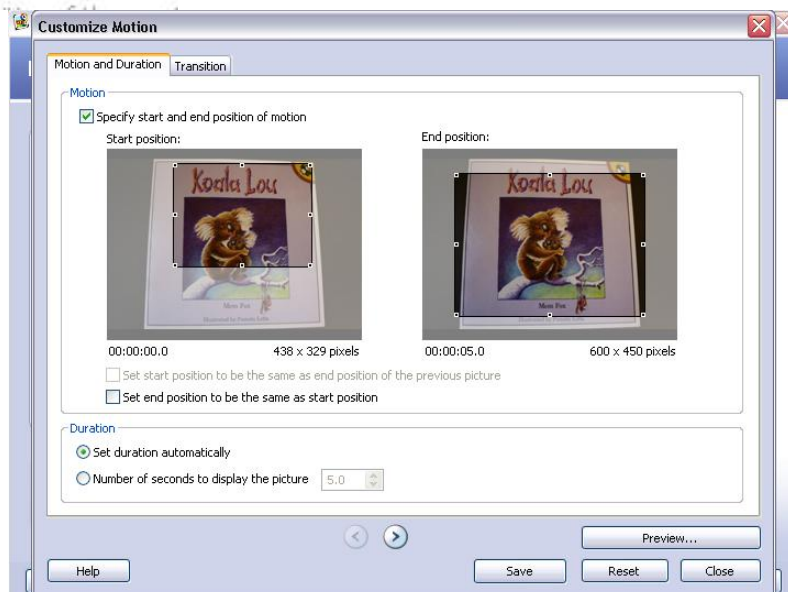 Customize Motion
Motion and Duration
Transition
Motion
Specify start and end position of motion
Start position:
End position:
Koala Lou
Mem Fox
Koala Lou
Mem Fox
00:00:00.0
438 x 329 pixels
00:00:05.0
600 x 450 pixels
Set start position to be the same as end position of the previous picture
Set end position to be the same as start position
Duration
Set duration automatically
Number of seconds to display the picture
5.0
Preview...
Help
Save
Reset
Close